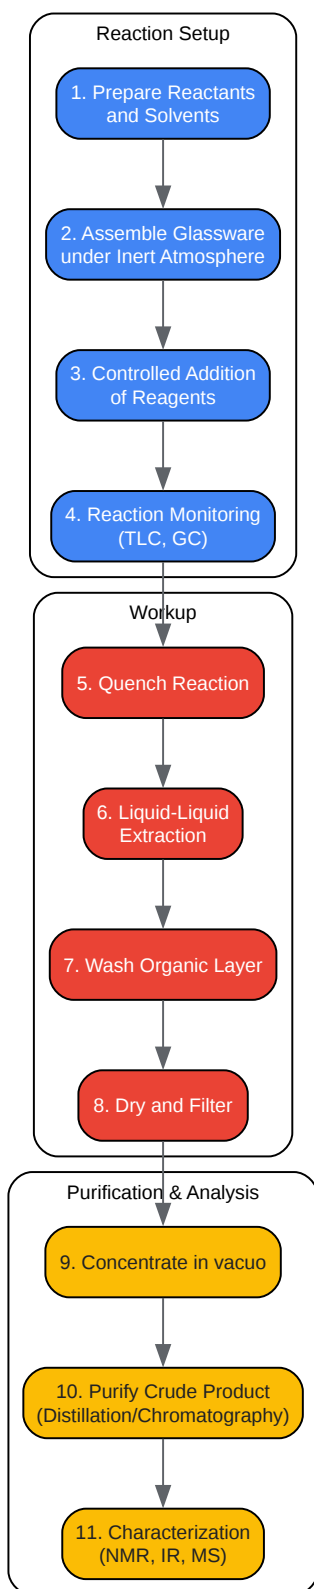 Reaction Setup
1. Prepare Reactants
and Solvents
2. Assemble Glassware
under Inert Atmosphere
3. Controlled Addition
of Reagents
4. Reaction Monitoring
(TLC, GC)
Workup
5. Quench Reaction
6. Liquid-Liquid
Extraction
7. Wash Organic Layer
8. Dry and Filter
Purification & Analysis
9. Concentrate in vacuo
10. Purify Crude Product
(Distillation/Chromatography)
11. Characterization
(NMR, IR, MS)